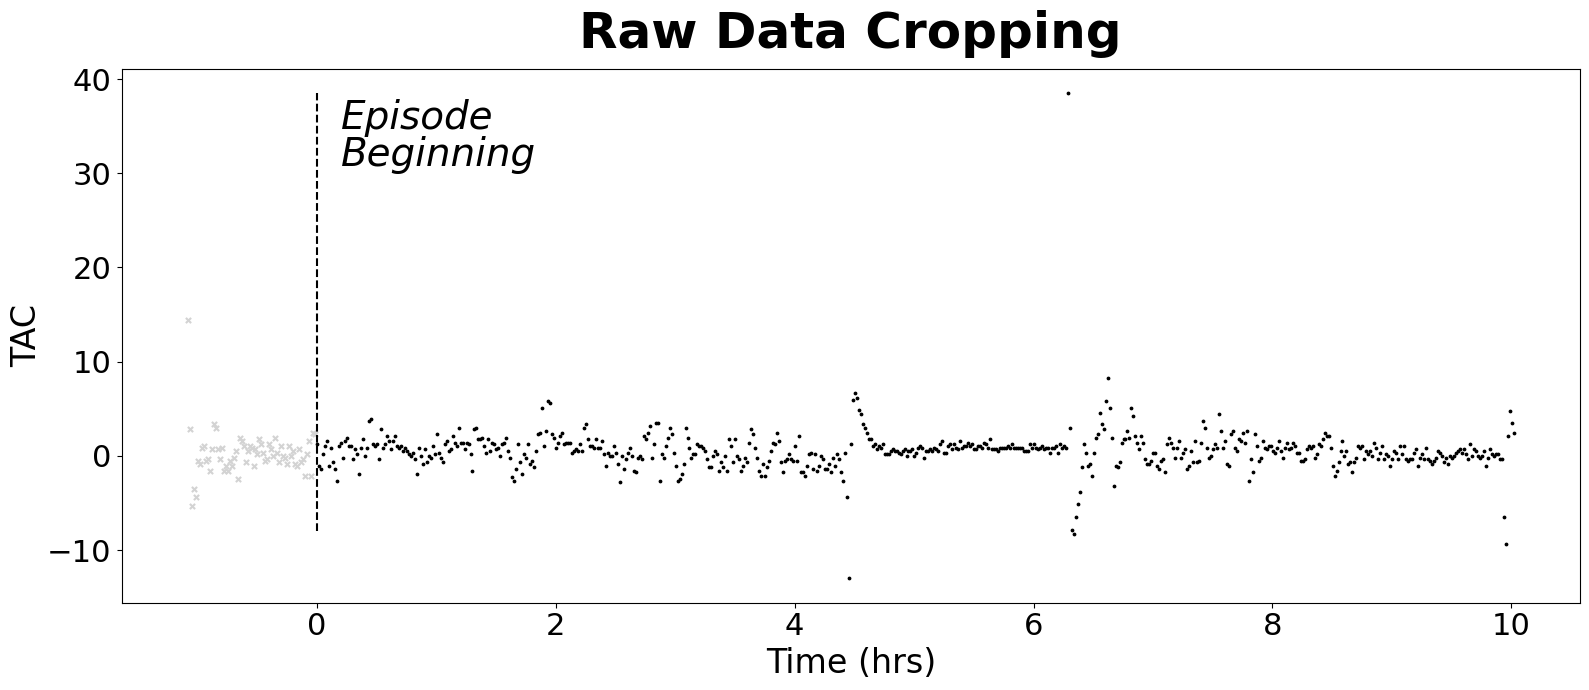 Raw Data Cropping
40
Episode
Beginning
30
20
10
0
−10
TAC
0 2 4 6 8 10
Time (hrs)